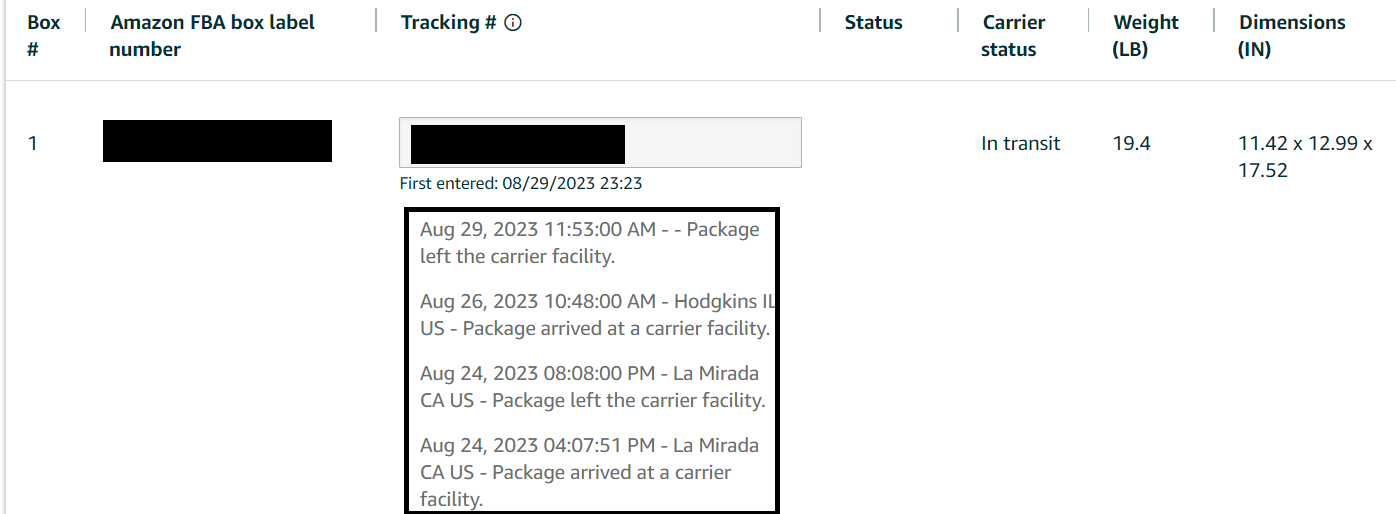 Box
#
Amazon FBA box label
number
Tracking #
Status
Carrier
status
Weight
(LB)
Dimensions
(IN)
1
In transit
19.4
11.42 x 12.99 x
17.52
First entered: 08/29/2023 23:23
Aug 29, 2023 11:53:00 AM - - Package
left the carrier facility.
Aug 26, 2023 10:48:00 AM - Hodgkins IL
US - Package arrived at a carrier facility.
Aug 24, 2023 08:08:00 PM - La Mirada
CA US - Package left the carrier facility.
Aug 24, 2023 04:07:51 PM - La Mirada
CA US - Package arrived at a carrier
facility.